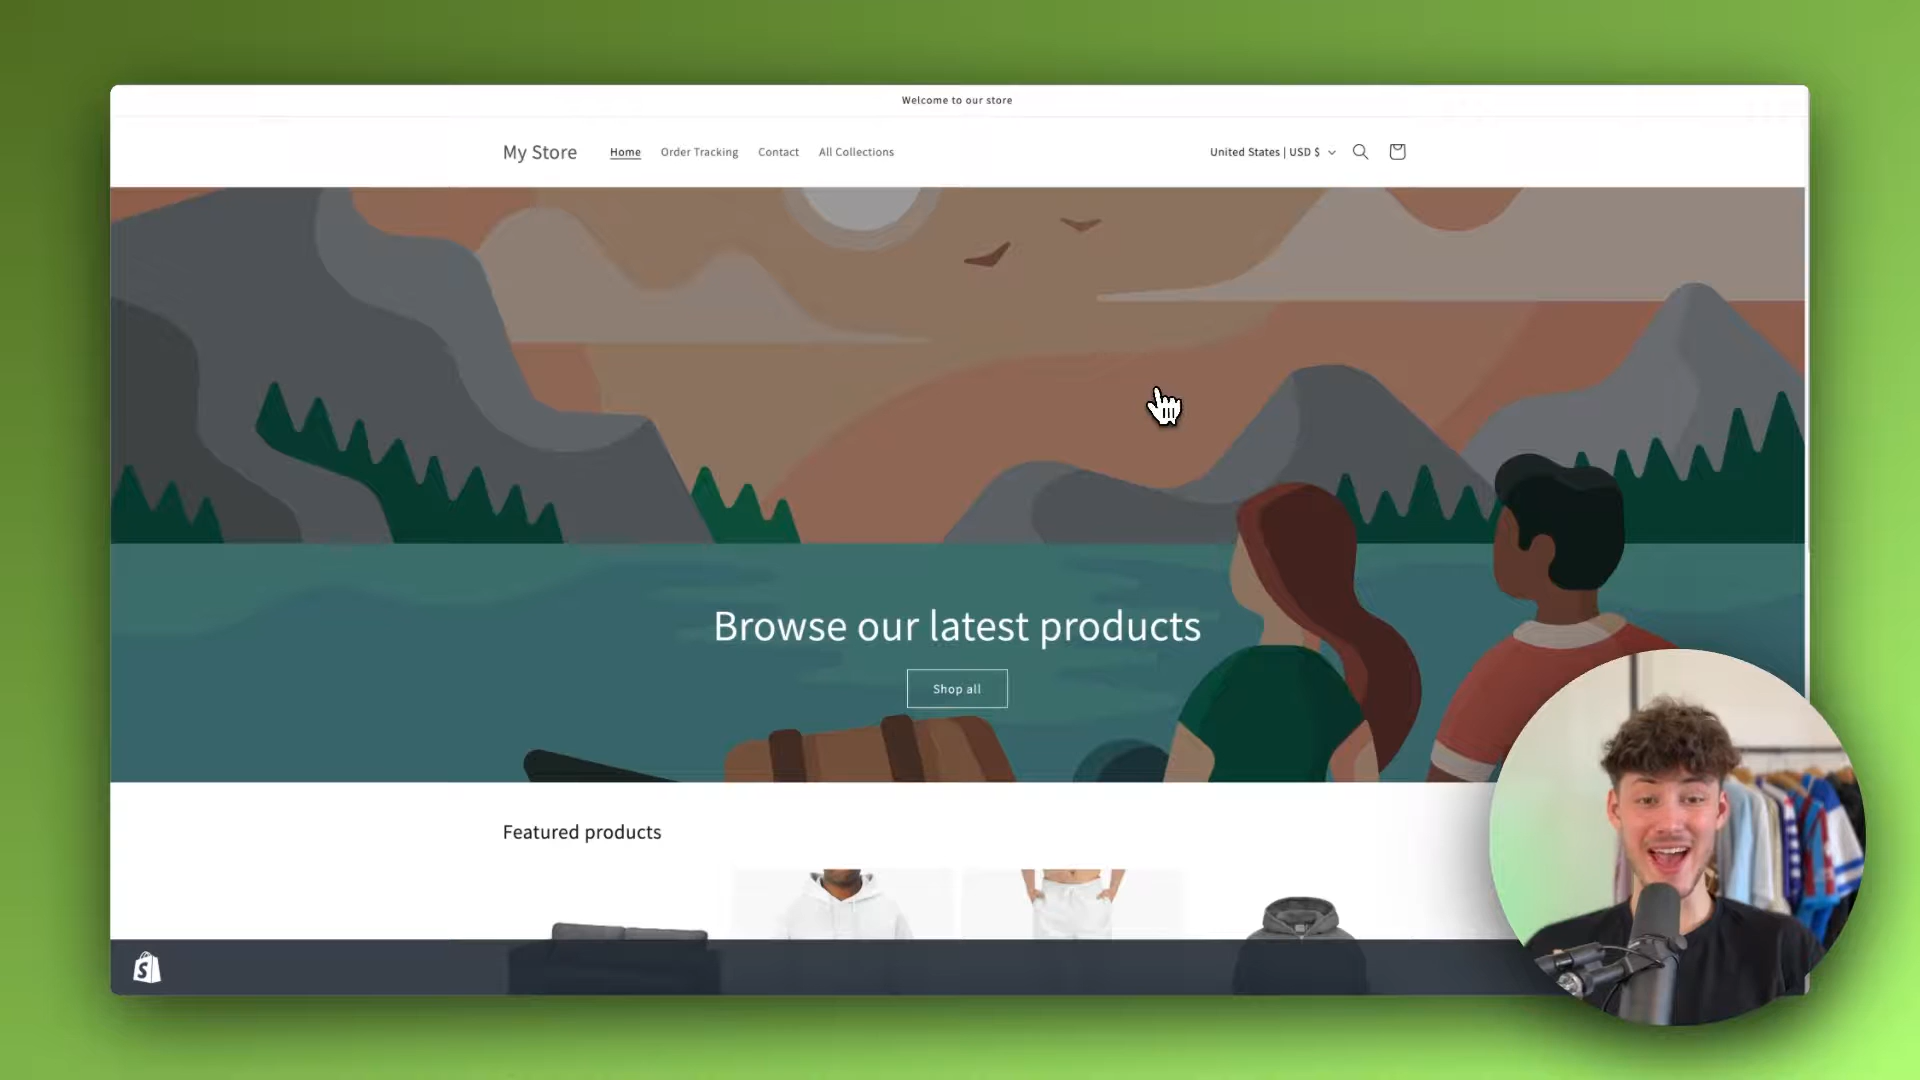 Welcome to our store
My Store Home Order Tracking Contact All Collections United States | USD $
Browse our latest products
Shop all
Featured products